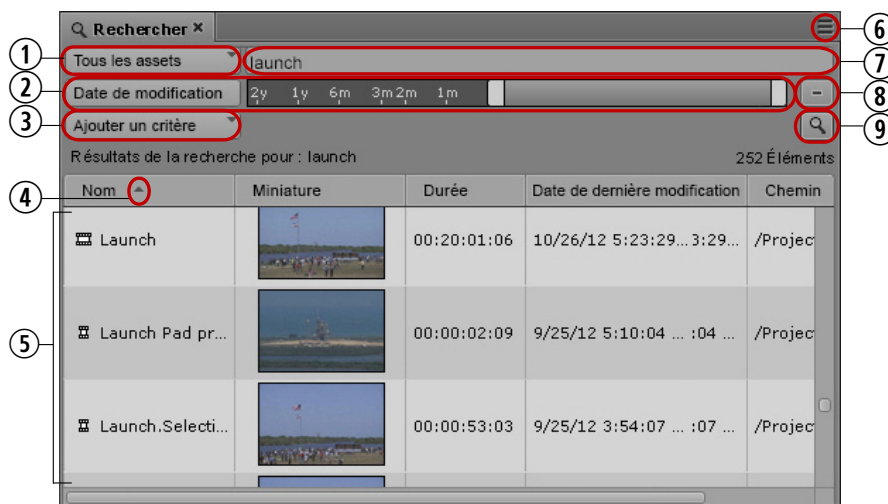 Rechercher ×
1 Tous les assets launch 6
7
2 Date de modification 2y 1y 6m 3m 2m 1m − 8
3 Ajouter un critère 9
Résultats de la recherche pour : launch 252 Éléments
4 Nom Miniature Durée Date de dernière modification Chemin
Launch 00:20:01:06 10/26/12 5:23:29... 3:29... /Projec
5 Launch Pad pr... 00:00:02:09 9/25/12 5:10:04 ... :04 ... /Projec
Launch.Selecti... 00:00:53:03 9/25/12 3:54:07 ... :07 ... /Projec